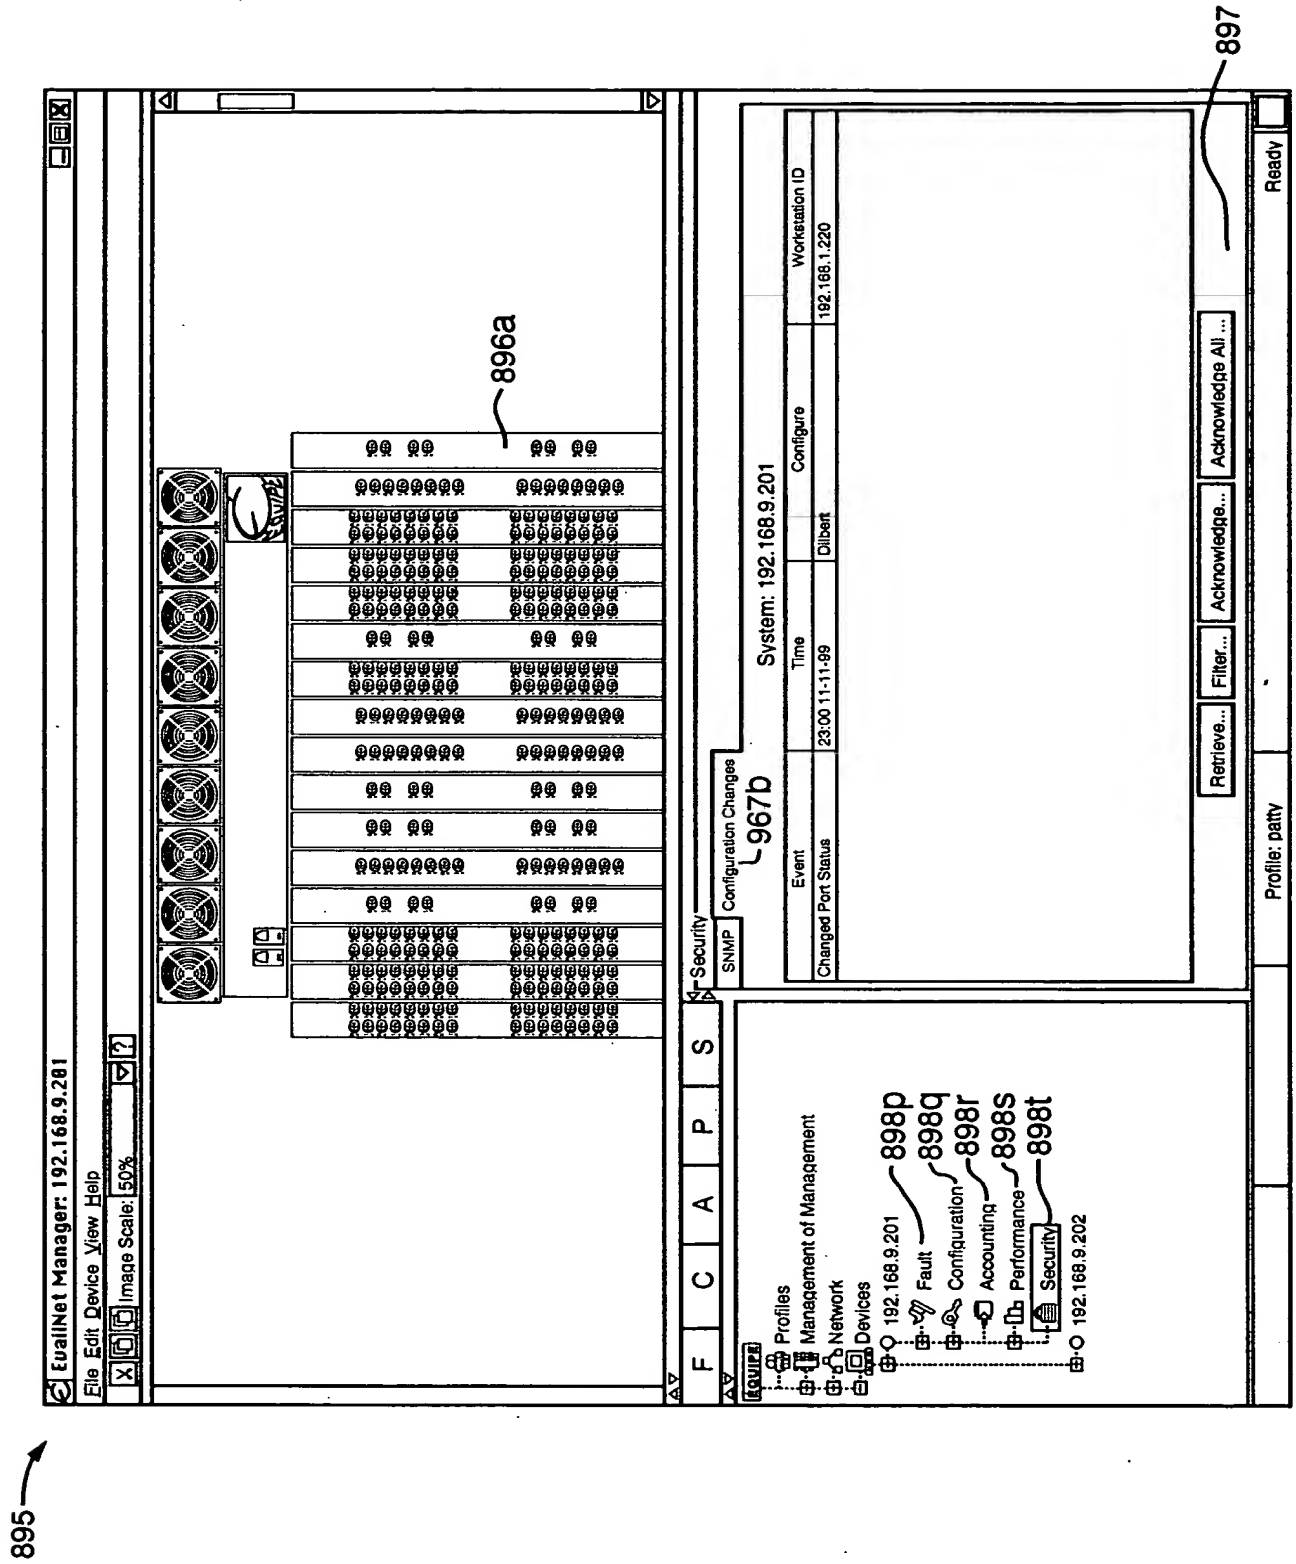 895
EvailNet Manager: 192.168.9.201
File Edit Device View Help
X Image Scale: 50% ?
EQUIPE
896a
F C A P S
EQUIPE
Profiles
Management of Management
Network
Devices
192.168.9.201
Fault
898p
Configuration
898q
Accounting
898r
Performance
898s
Security
898t
192.168.9.202
Security
SNMP Configuration Changes
967b
System: 192.168.9.201
Event Time Configure Workstation ID
Changed Port Status 23:00 11-11-99 Dilbert 192.168.1.220
Retrieve... Filter... Acknowledge... Acknowledge All ...
897
Profile: patty Ready